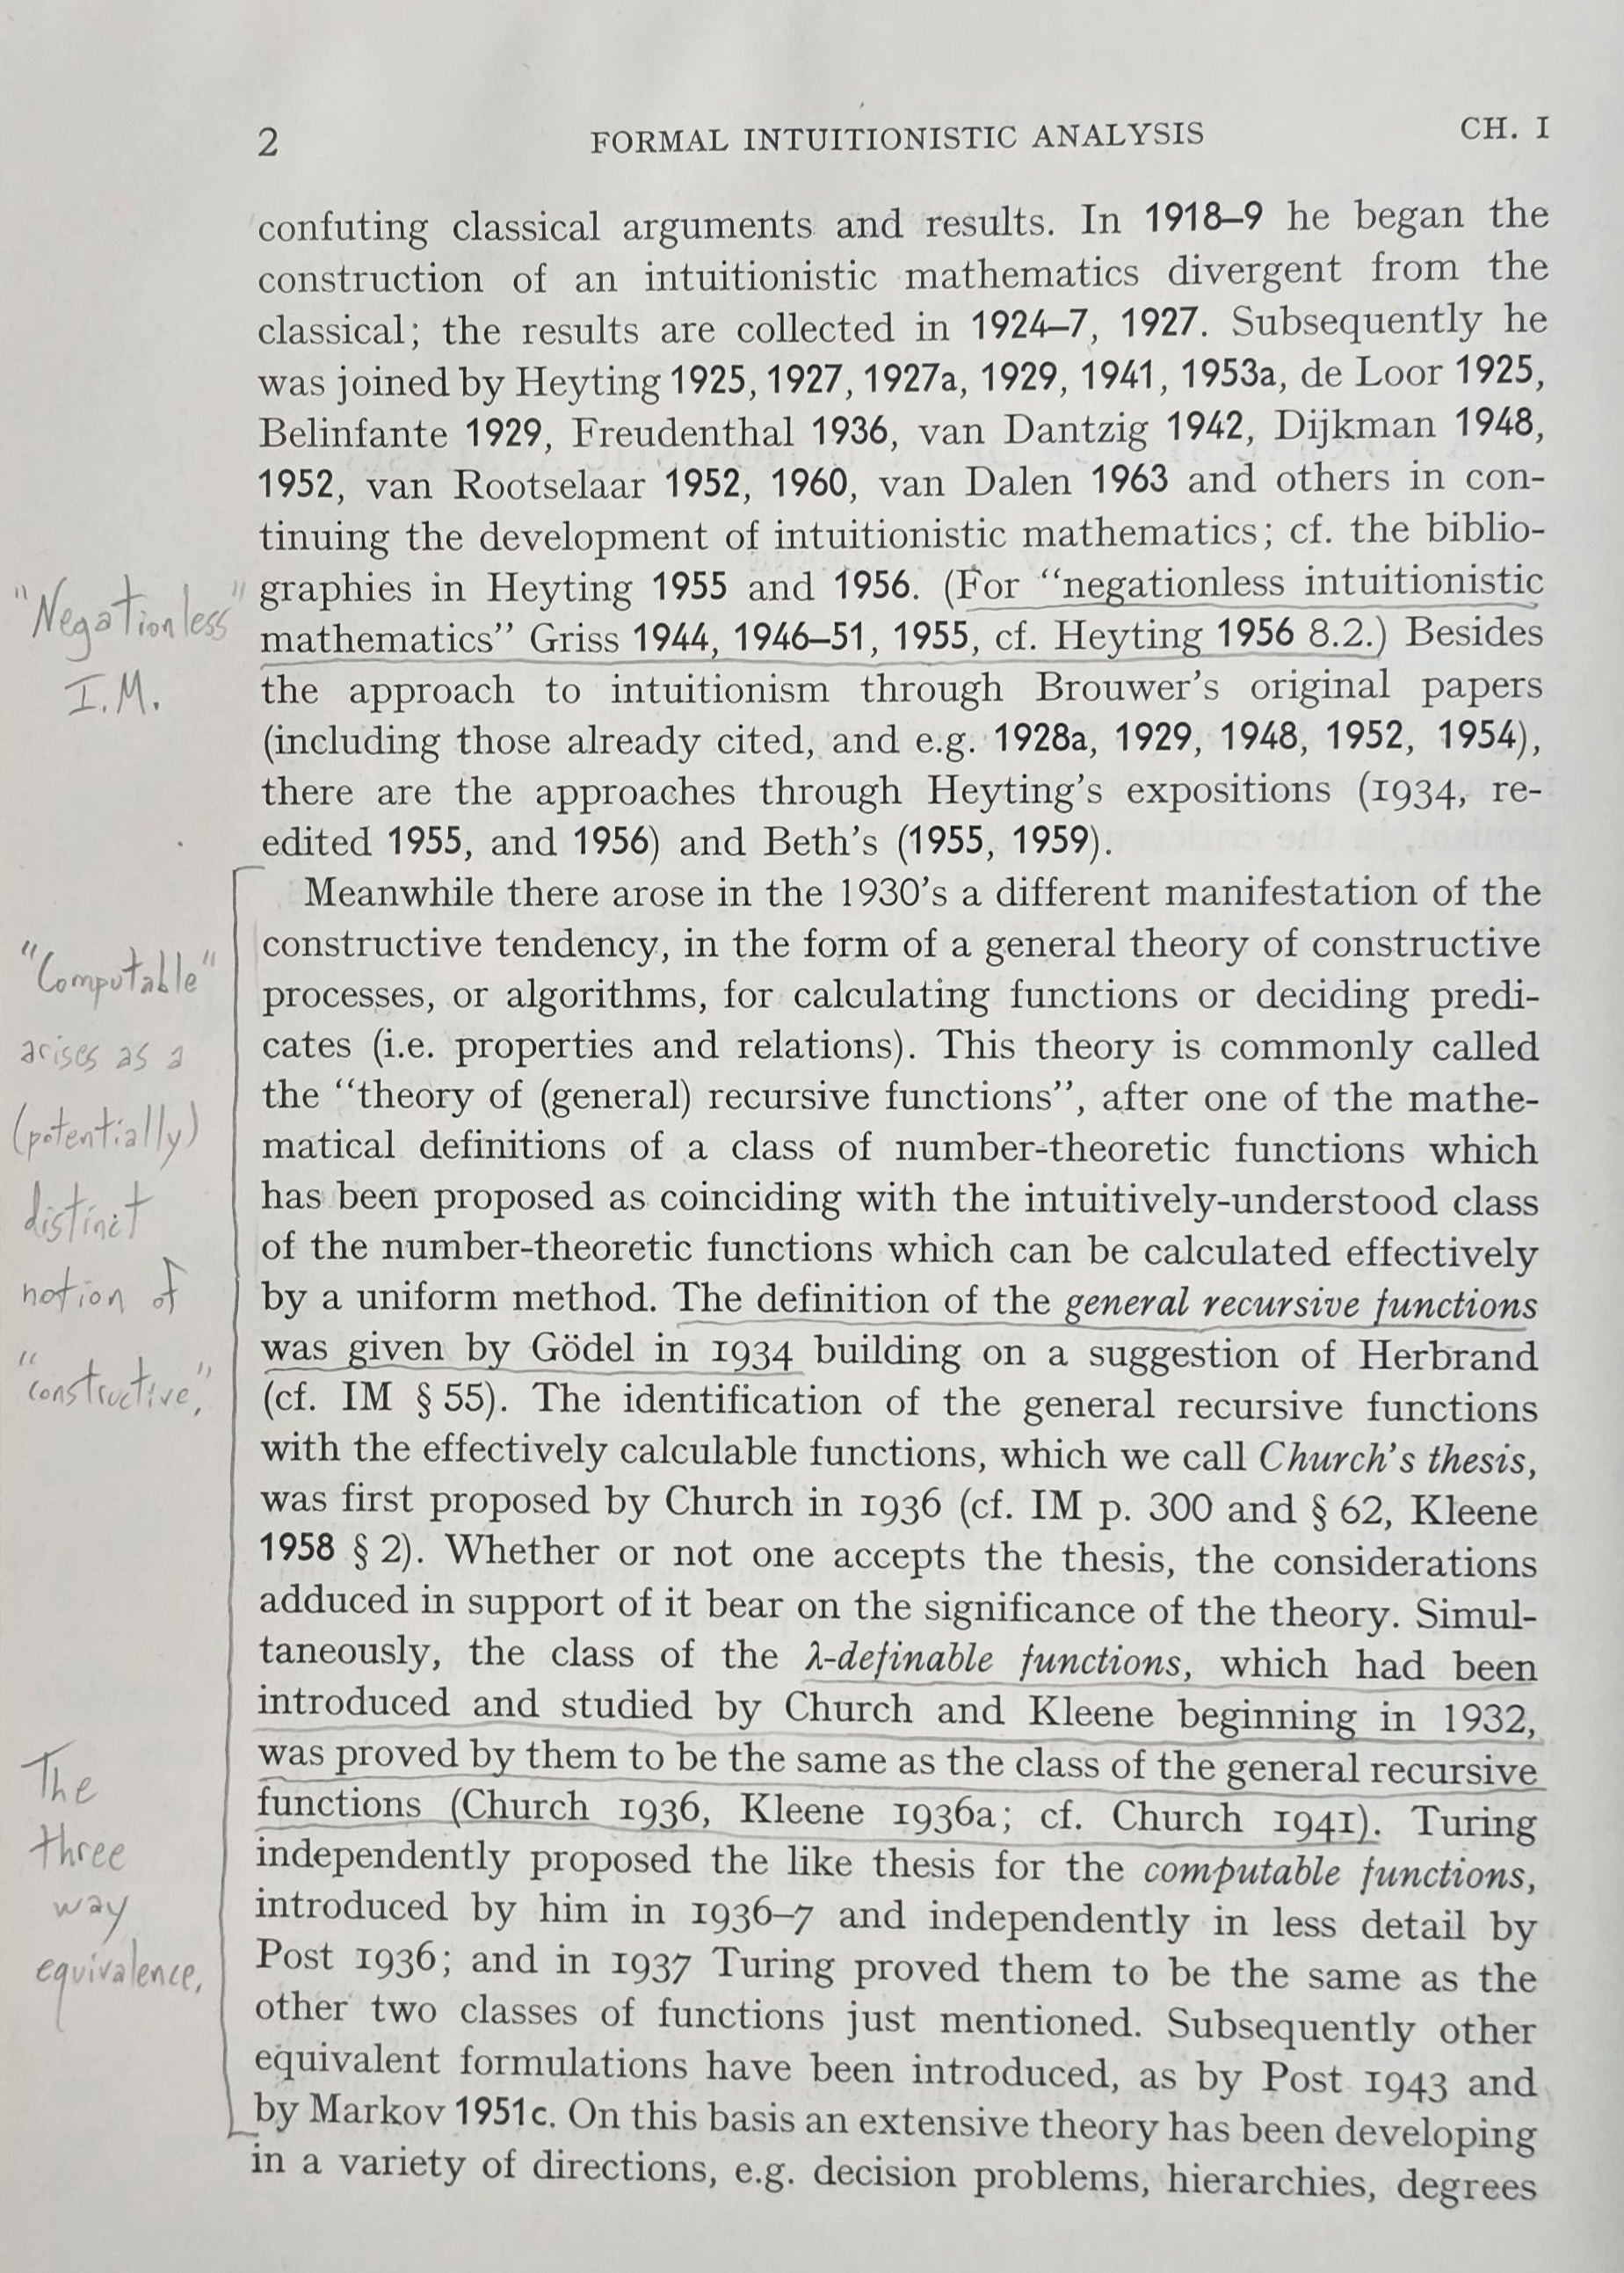 2 FORMAL INTUITIONISTIC ANALYSIS CH. I
confuting classical arguments and results. In 1918–9 he began the
construction of an intuitionistic mathematics divergent from the
classical; the results are collected in 1924–7, 1927. Subsequently he
was joined by Heyting 1925, 1927, 1927a, 1929, 1941, 1953a, de Loor 1925,
Belinfante 1929, Freudenthal 1936, van Dantzig 1942, Dijkman 1948,
1952, van Rootselaar 1952, 1960, van Dalen 1963 and others in con-
tinuing the development of intuitionistic mathematics; cf. the biblio-
graphies in Heyting 1955 and 1956. (For “negationless intuitionistic
mathematics” Griss 1944, 1946–51, 1955, cf. Heyting 1956 8.2.) Besides
the approach to intuitionism through Brouwer’s original papers
(including those already cited, and e.g. 1928a, 1929, 1948, 1952, 1954),
there are the approaches through Heyting’s expositions (1934, re-
edited 1955, and 1956) and Beth’s (1955, 1959).
"Negationless"
I.M.
Meanwhile there arose in the 1930’s a different manifestation of the
constructive tendency, in the form of a general theory of constructive
processes, or algorithms, for calculating functions or deciding predi-
cates (i.e. properties and relations). This theory is commonly called
the “theory of (general) recursive functions”, after one of the mathe-
matical definitions of a class of number-theoretic functions which
has been proposed as coinciding with the intuitively-understood class
of the number-theoretic functions which can be calculated effectively
by a uniform method. The definition of the general recursive functions
was given by Gödel in 1934 building on a suggestion of Herbrand
(cf. IM § 55). The identification of the general recursive functions
with the effectively calculable functions, which we call Church’s thesis,
was first proposed by Church in 1936 (cf. IM p. 300 and § 62, Kleene
1958 § 2). Whether or not one accepts the thesis, the considerations
adduced in support of it bear on the significance of the theory. Simul-
taneously, the class of the λ-definable functions, which had been
introduced and studied by Church and Kleene beginning in 1932,
was proved by them to be the same as the class of the general recursive
functions (Church 1936, Kleene 1936a; cf. Church 1941). Turing
independently proposed the like thesis for the computable functions,
introduced by him in 1936–7 and independently in less detail by
Post 1936; and in 1937 Turing proved them to be the same as the
other two classes of functions just mentioned. Subsequently other
equivalent formulations have been introduced, as by Post 1943 and
by Markov 1951c. On this basis an extensive theory has been developing
in a variety of directions, e.g. decision problems, hierarchies, degrees
"Computable"
arises as a
(potentially)
distinct
notion of
"constructive."
The
three
way
equivalence.